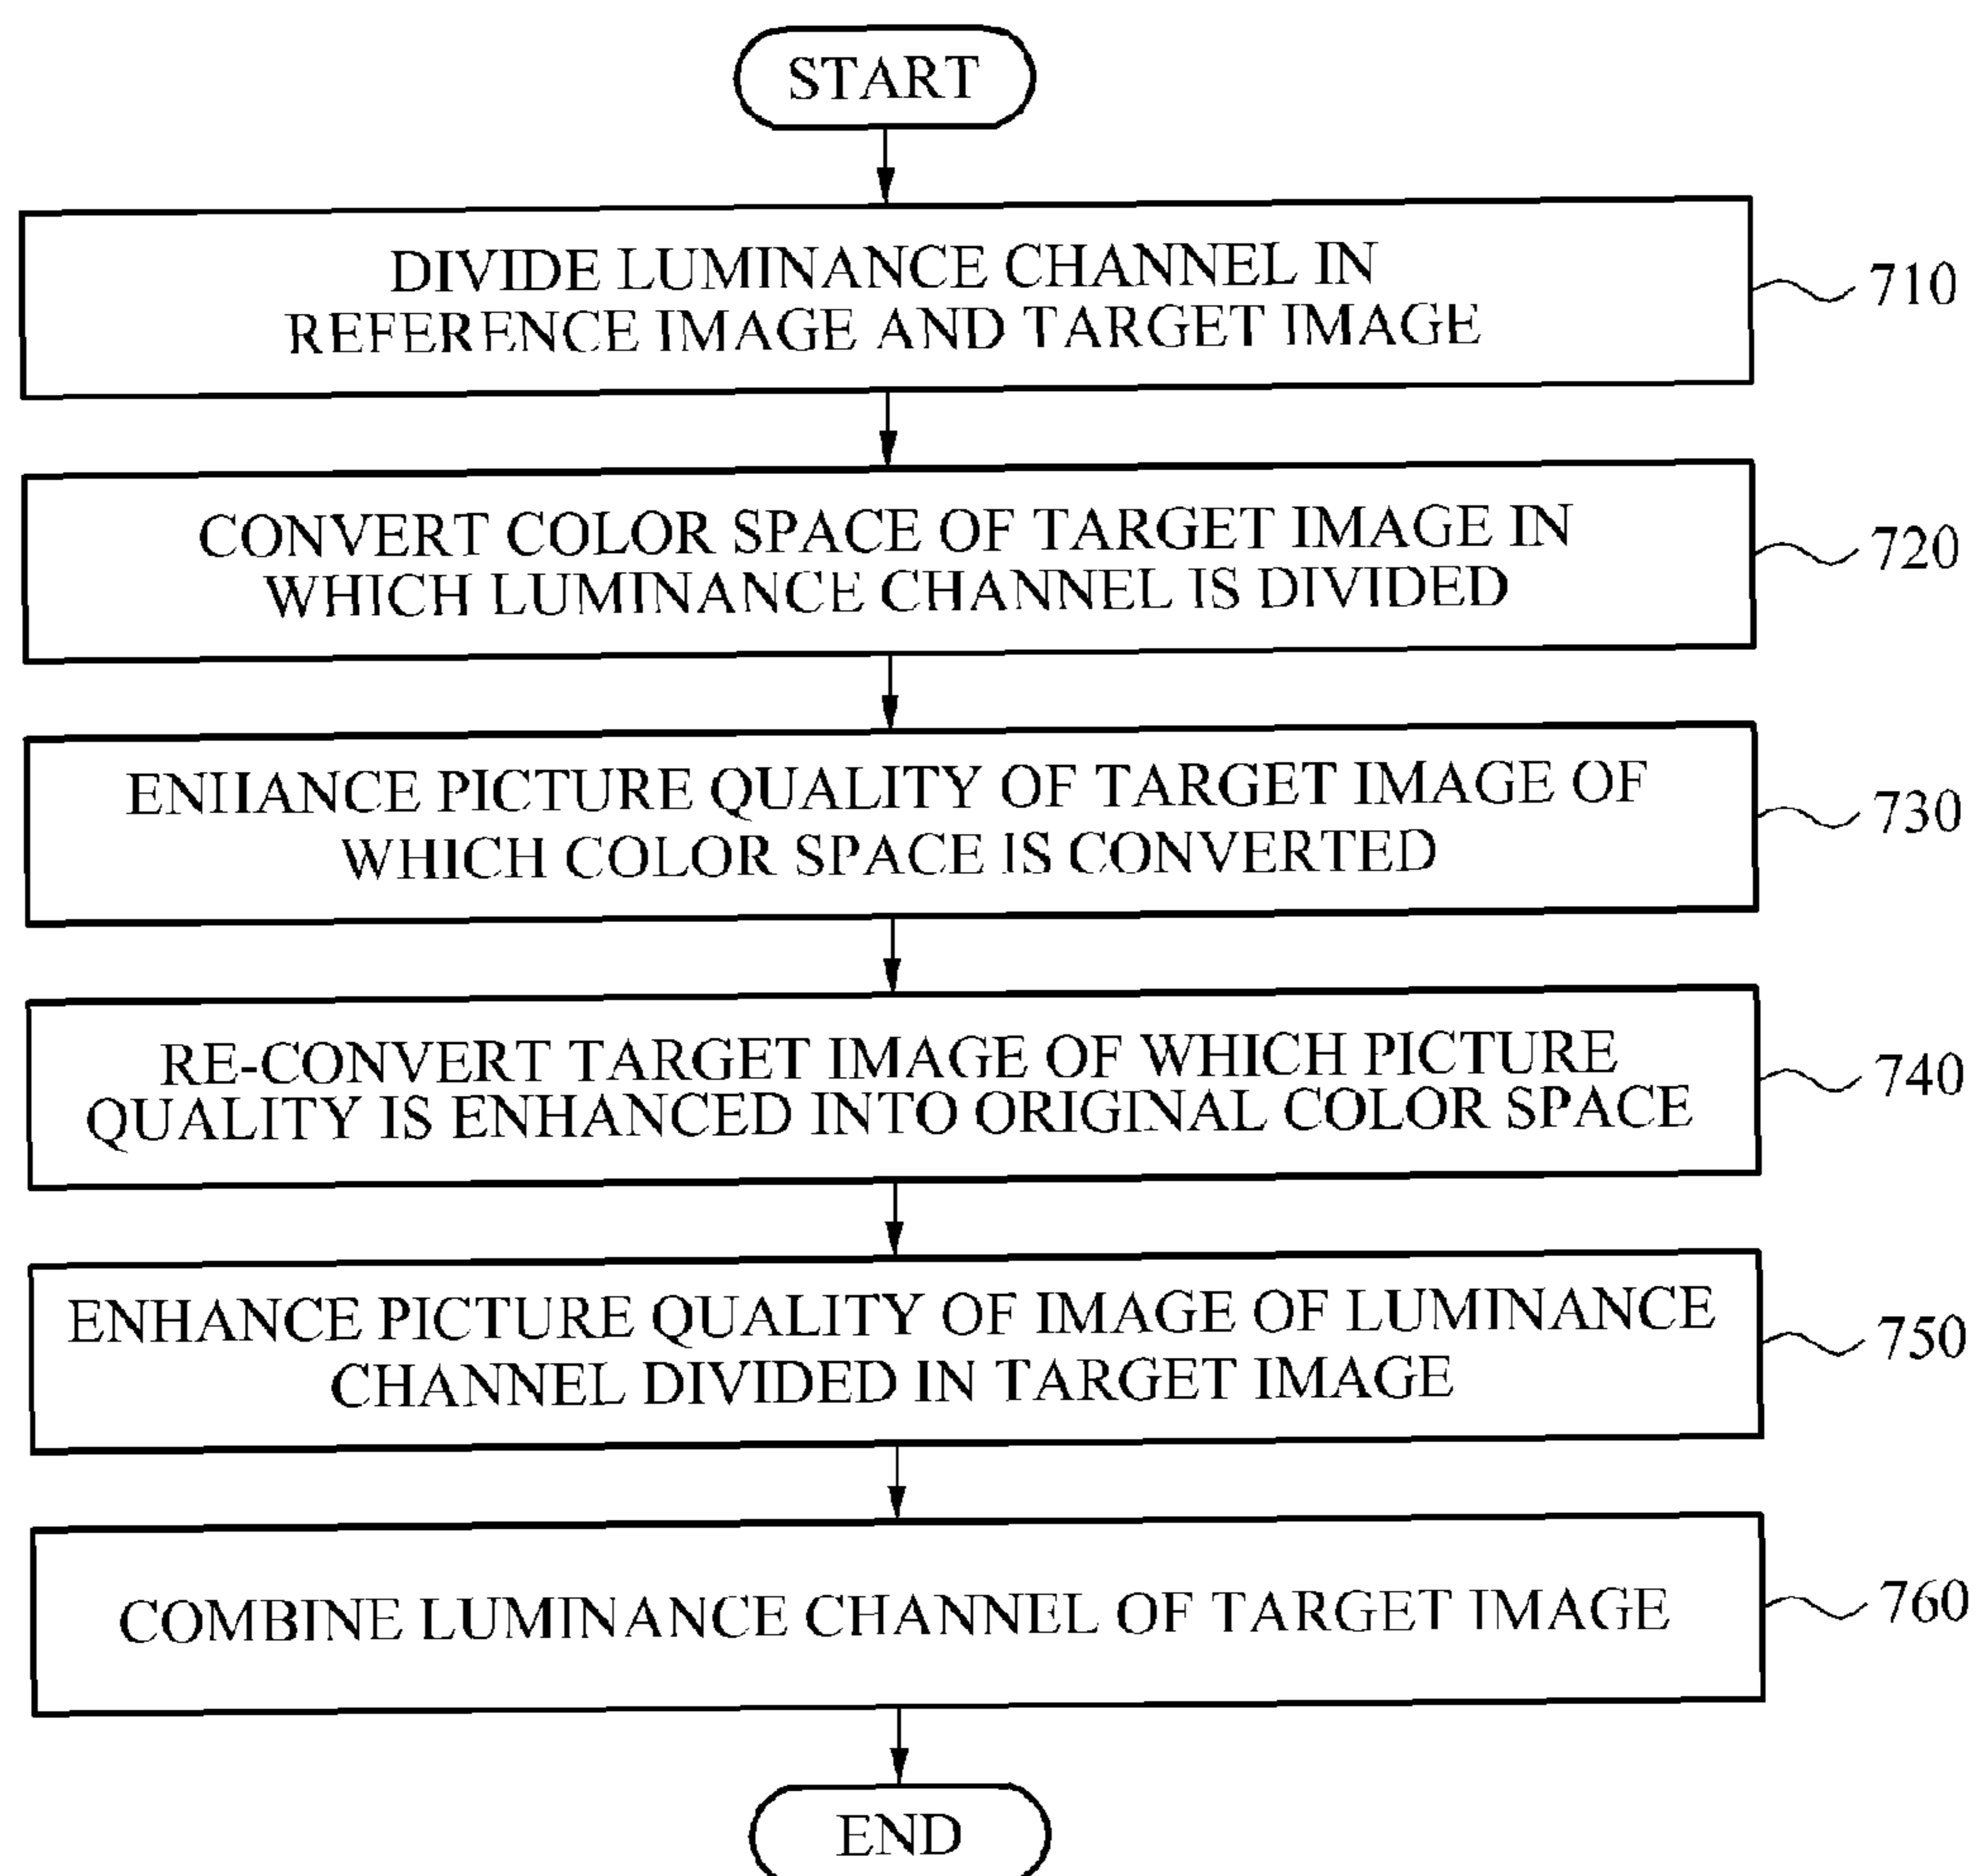 START
DIVIDE LUMINANCE CHANNEL IN
REFERENCE IMAGE AND TARGET IMAGE
710
CONVERT COLOR SPACE OF TARGET IMAGE IN
WHICH LUMINANCE CHANNEL IS DIVIDED
720
ENHANCE PICTURE QUALITY OF TARGET IMAGE OF
WHICH COLOR SPACE IS CONVERTED
730
RE-CONVERT TARGET IMAGE OF WHICH PICTURE
QUALITY IS ENHANCED INTO ORIGINAL COLOR SPACE
740
ENHANCE PICTURE QUALITY OF IMAGE OF LUMINANCE
CHANNEL DIVIDED IN TARGET IMAGE
750
COMBINE LUMINANCE CHANNEL OF TARGET IMAGE
760
END